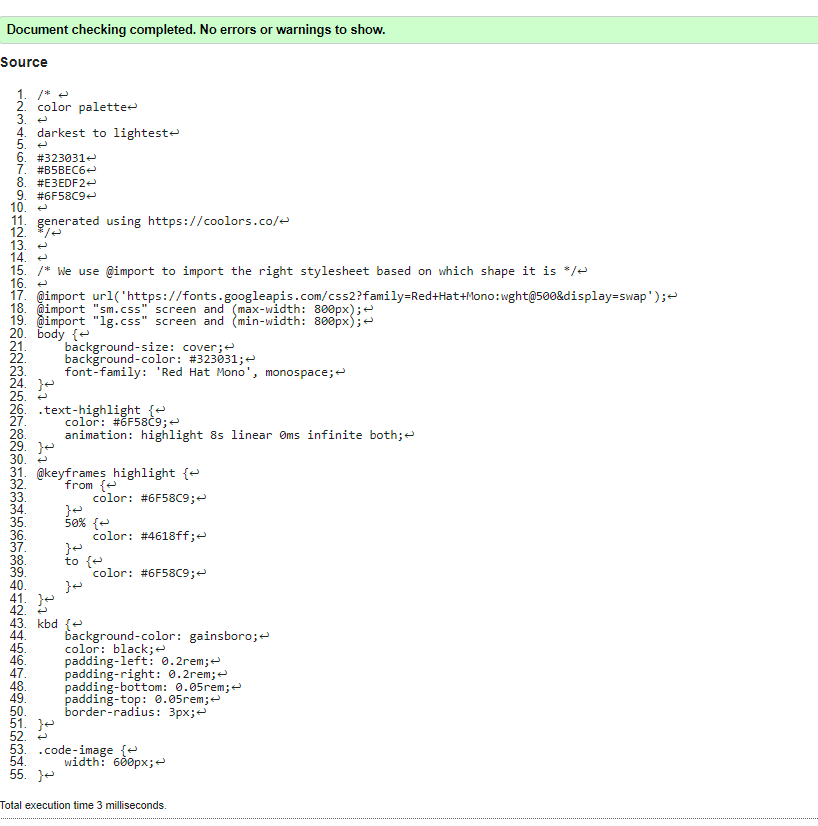 Document checking completed. No errors or warnings to show.
Source
1. /* ↩
2. color palette↩
3. ↩
4. darkest to lightest↩
5. ↩
6. #323031↩
7. #B5BEC6↩
8. #E3EDF2↩
9. #6F58C9↩
10. ↩
11. generated using https://coolors.co/↩
12. */↩
13. ↩
14. ↩
15. /* We use @import to import the right stylesheet based on which shape it is */↩
16. ↩
17. @import url('https://fonts.googleapis.com/css2?family=Red+Hat+Mono:wght@500&display=swap');↩
18. @import "sm.css" screen and (max-width: 800px);↩
19. @import "lg.css" screen and (min-width: 800px);↩
20. body {↩
21.     background-size: cover;↩
22.     background-color: #323031;↩
23.     font-family: 'Red Hat Mono', monospace;↩
24. }↩
25. ↩
26. .text-highlight {↩
27.     color: #6F58C9;↩
28.     animation: highlight 8s linear 0ms infinite both;↩
29. }↩
30. ↩
31. @keyframes highlight {↩
32.     from {↩
33.         color: #6F58C9;↩
34.     }↩
35.     50% {↩
36.         color: #4618ff;↩
37.     }↩
38.     to {↩
39.         color: #6F58C9;↩
40.     }↩
41. }↩
42. ↩
43. kbd {↩
44.     background-color: gainsboro;↩
45.     color: black;↩
46.     padding-left: 0.2rem;↩
47.     padding-right: 0.2rem;↩
48.     padding-bottom: 0.05rem;↩
49.     padding-top: 0.05rem;↩
50.     border-radius: 3px;↩
51. }↩
52. ↩
53. .code-image {↩
54.     width: 600px;↩
55. }↩
Total execution time 3 milliseconds.